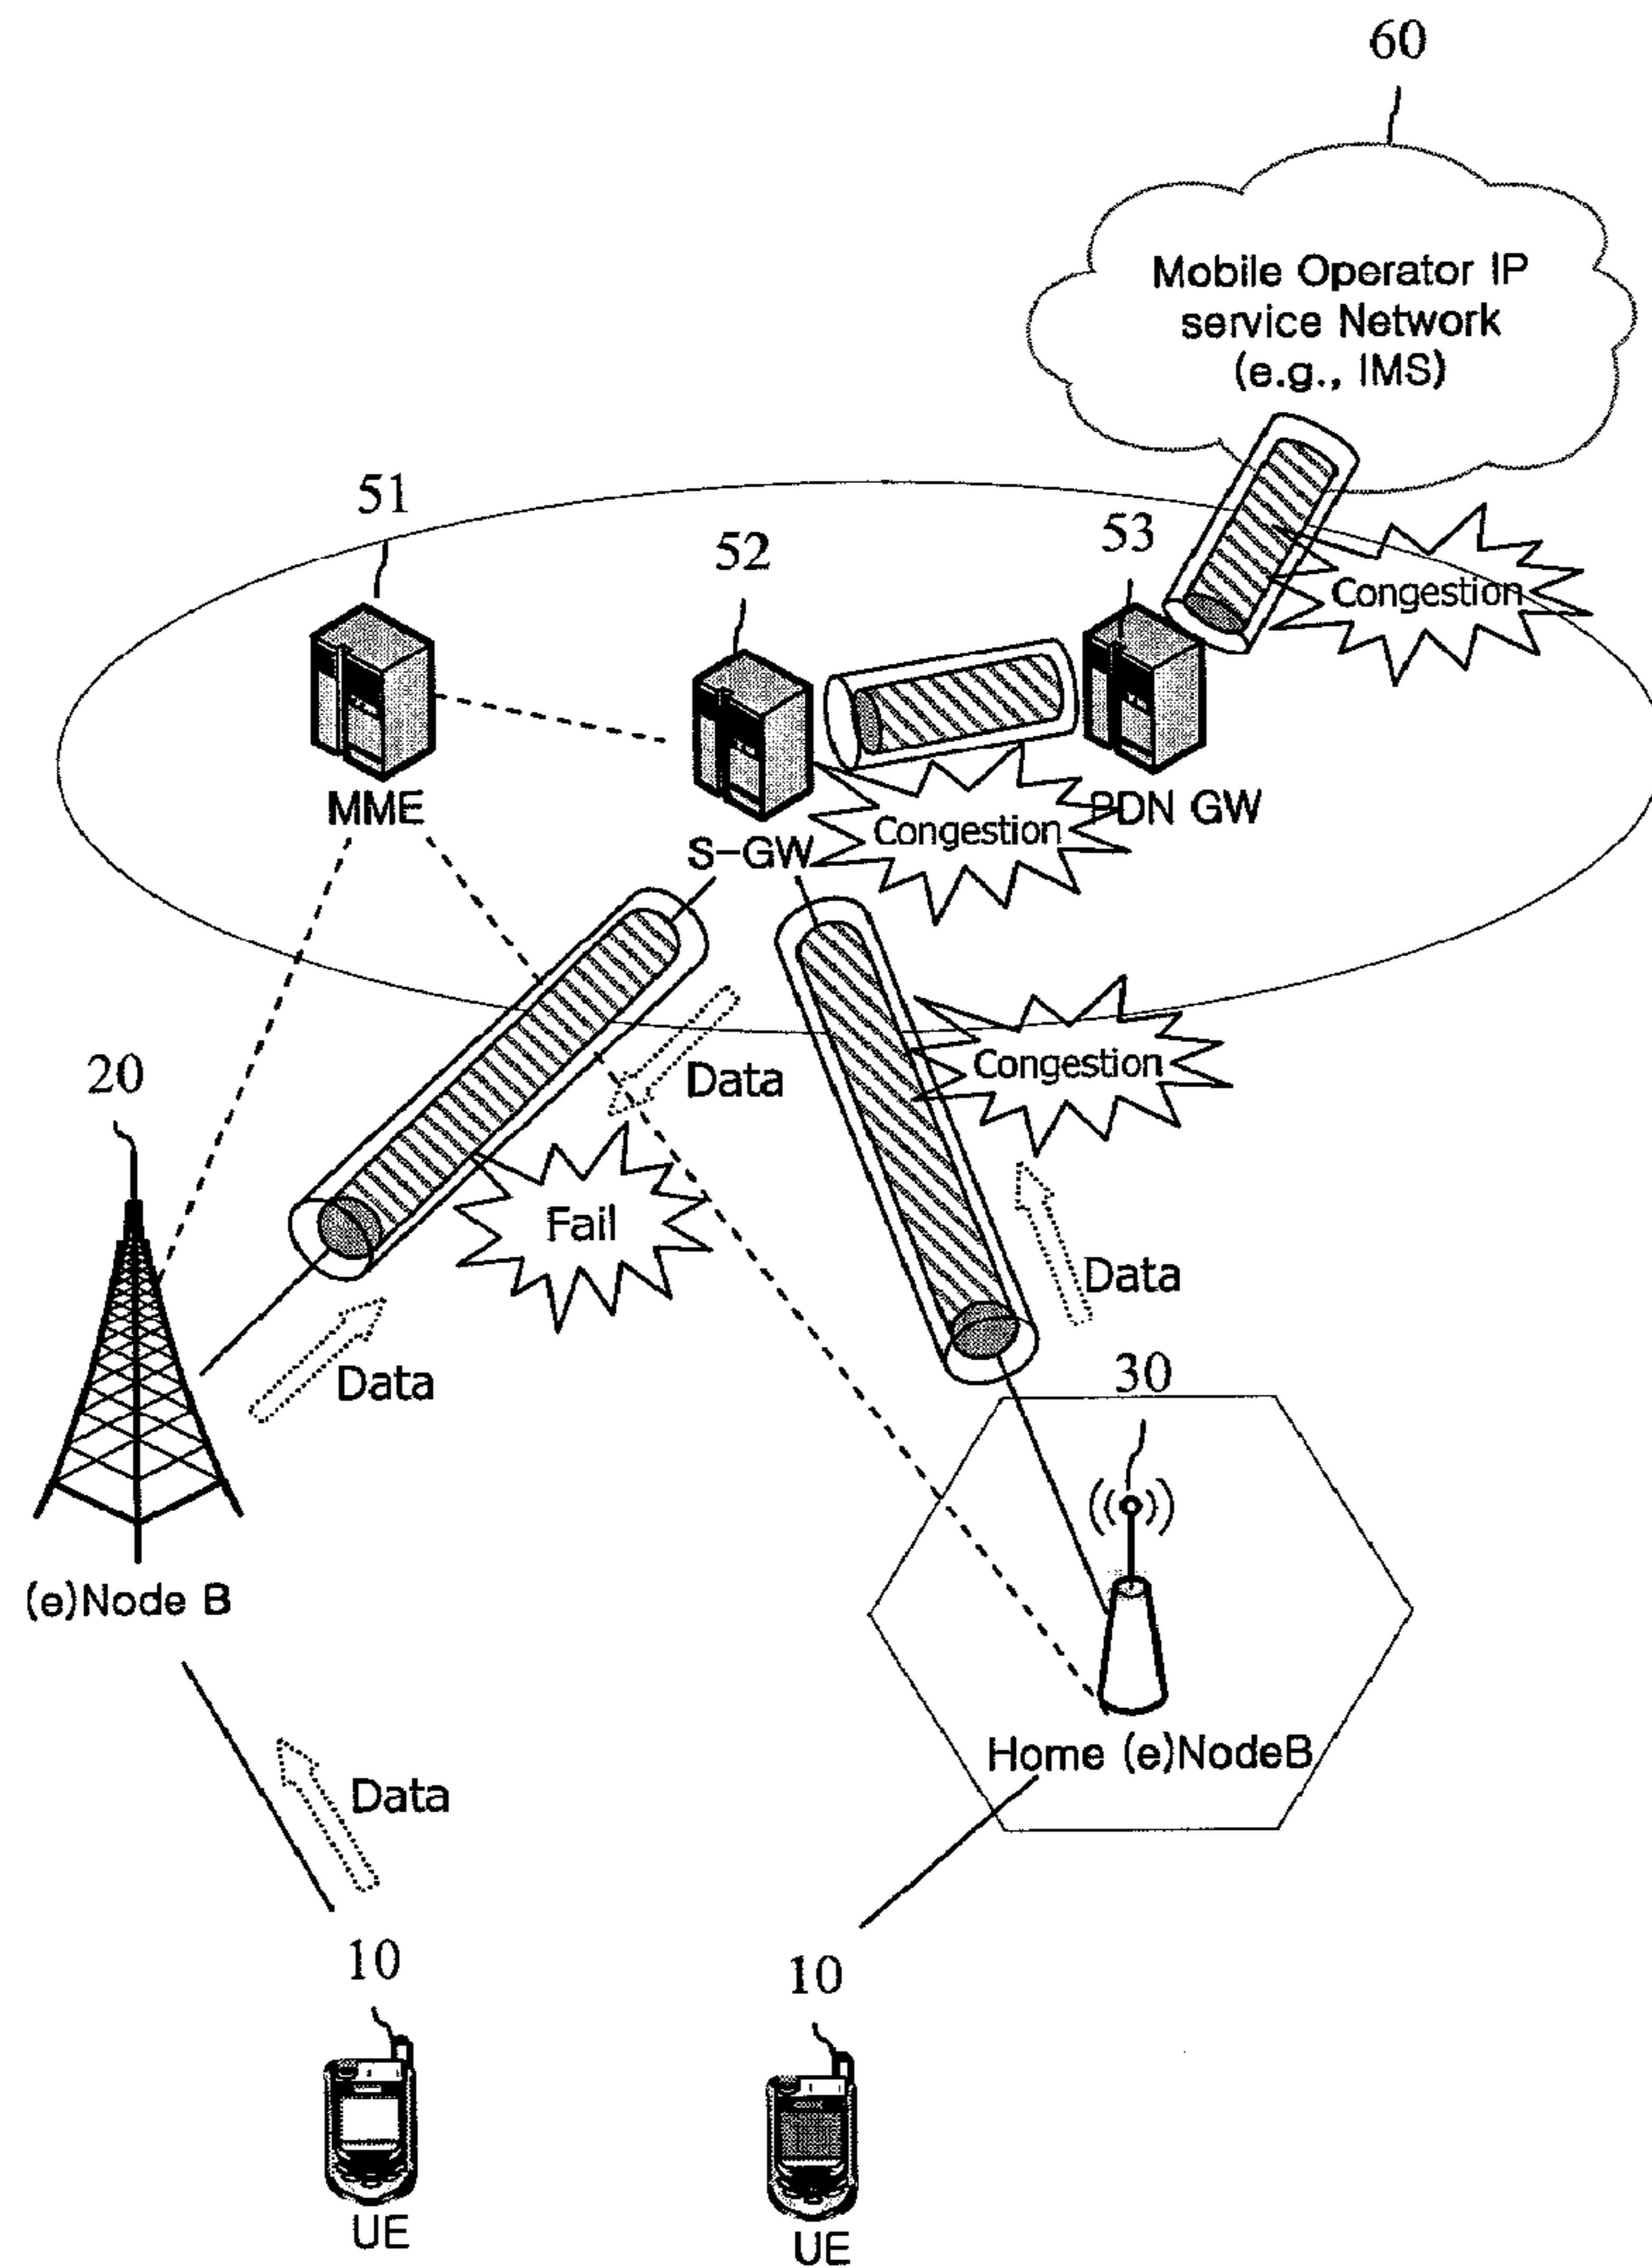 60
Mobile Operator IP
service Network
(e.g., IMS)
51
52
53
Congestion
MME
S-GW
Congestion
PDN GW
20
Data
Congestion
Fail
Data
Data
30
(e)Node B
Home (e)NodeB
Data
10
10
UE
UE